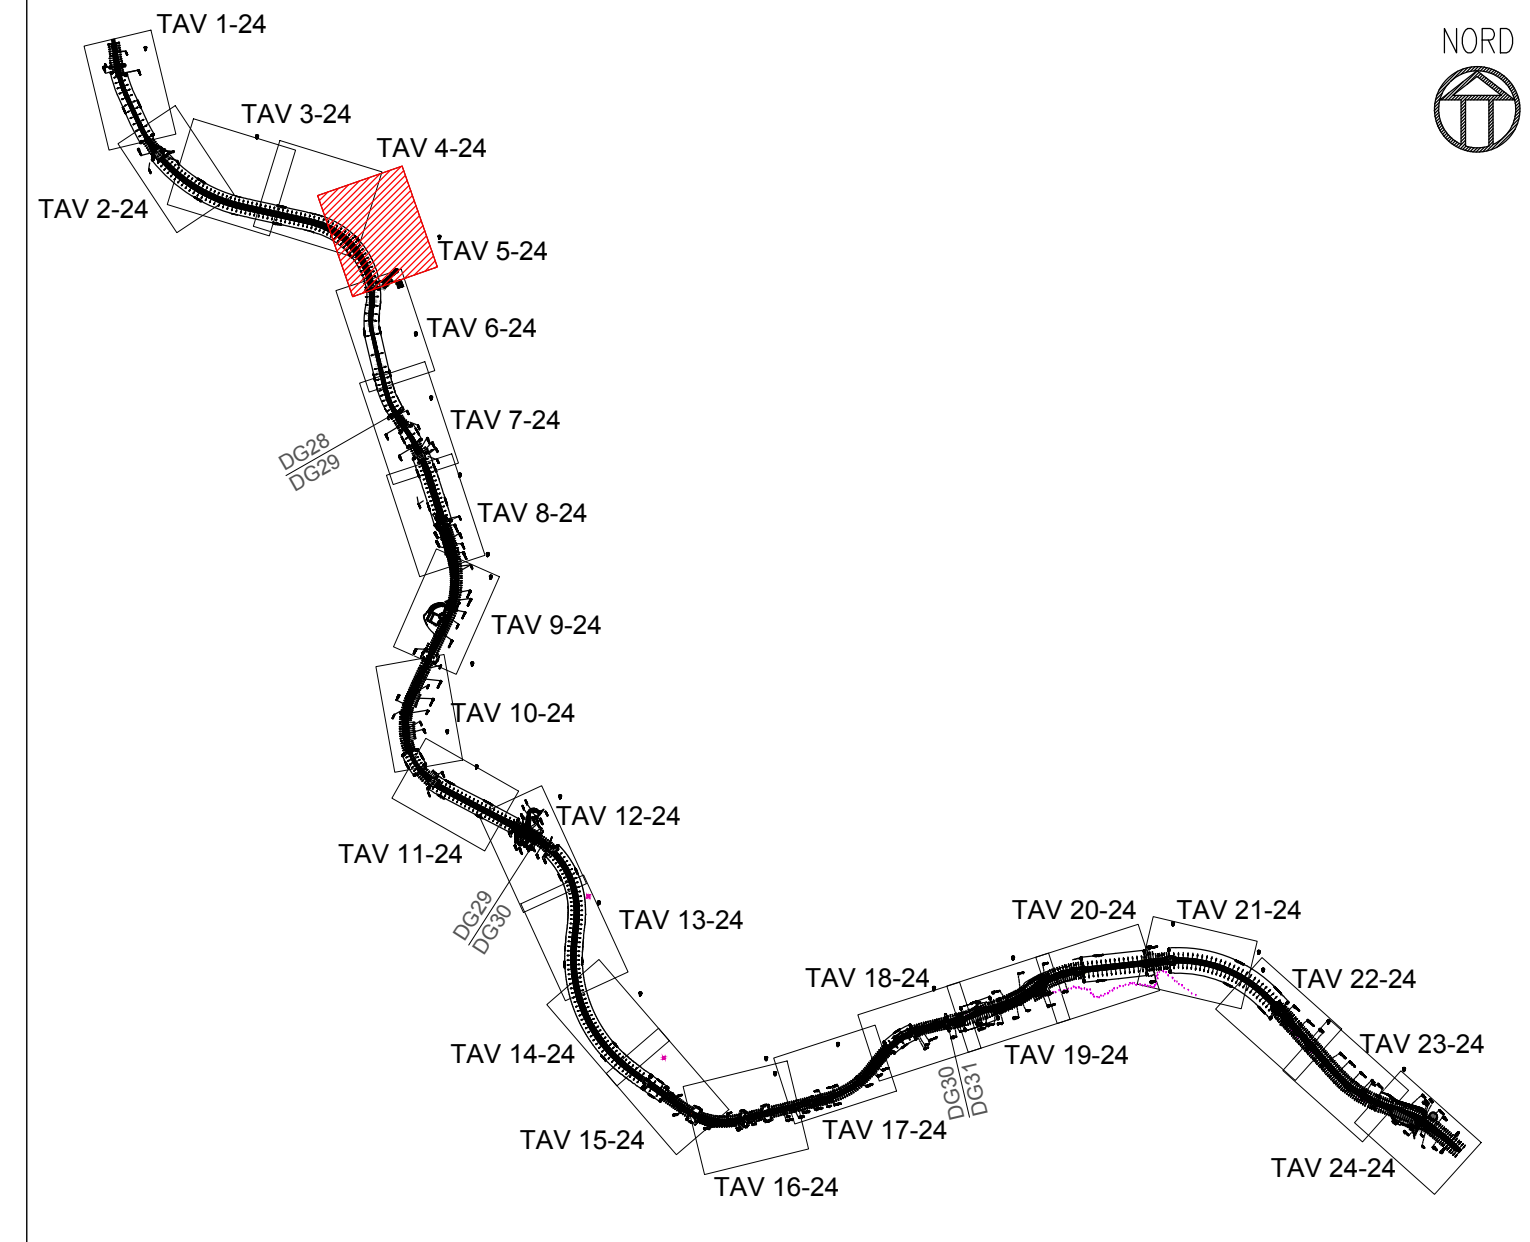 TAV 1-24
NORD
TAV 3-24
TAV 4-24
TAV 2-24
TAV 5-24
TAV 6-24
TAV 7-24
DG28
DG29
TAV 8-24
TAV 9-24
TAV 10-24
TAV 12-24
TAV 11-24
DG29
DG30
TAV 13-24
TAV 20-24
TAV 21-24
TAV 18-24
TAV 22-24
TAV 14-24
TAV 19-24
TAV 23-24
DG30
DG31
TAV 15-24
TAV 17-24
TAV 24-24
TAV 16-24